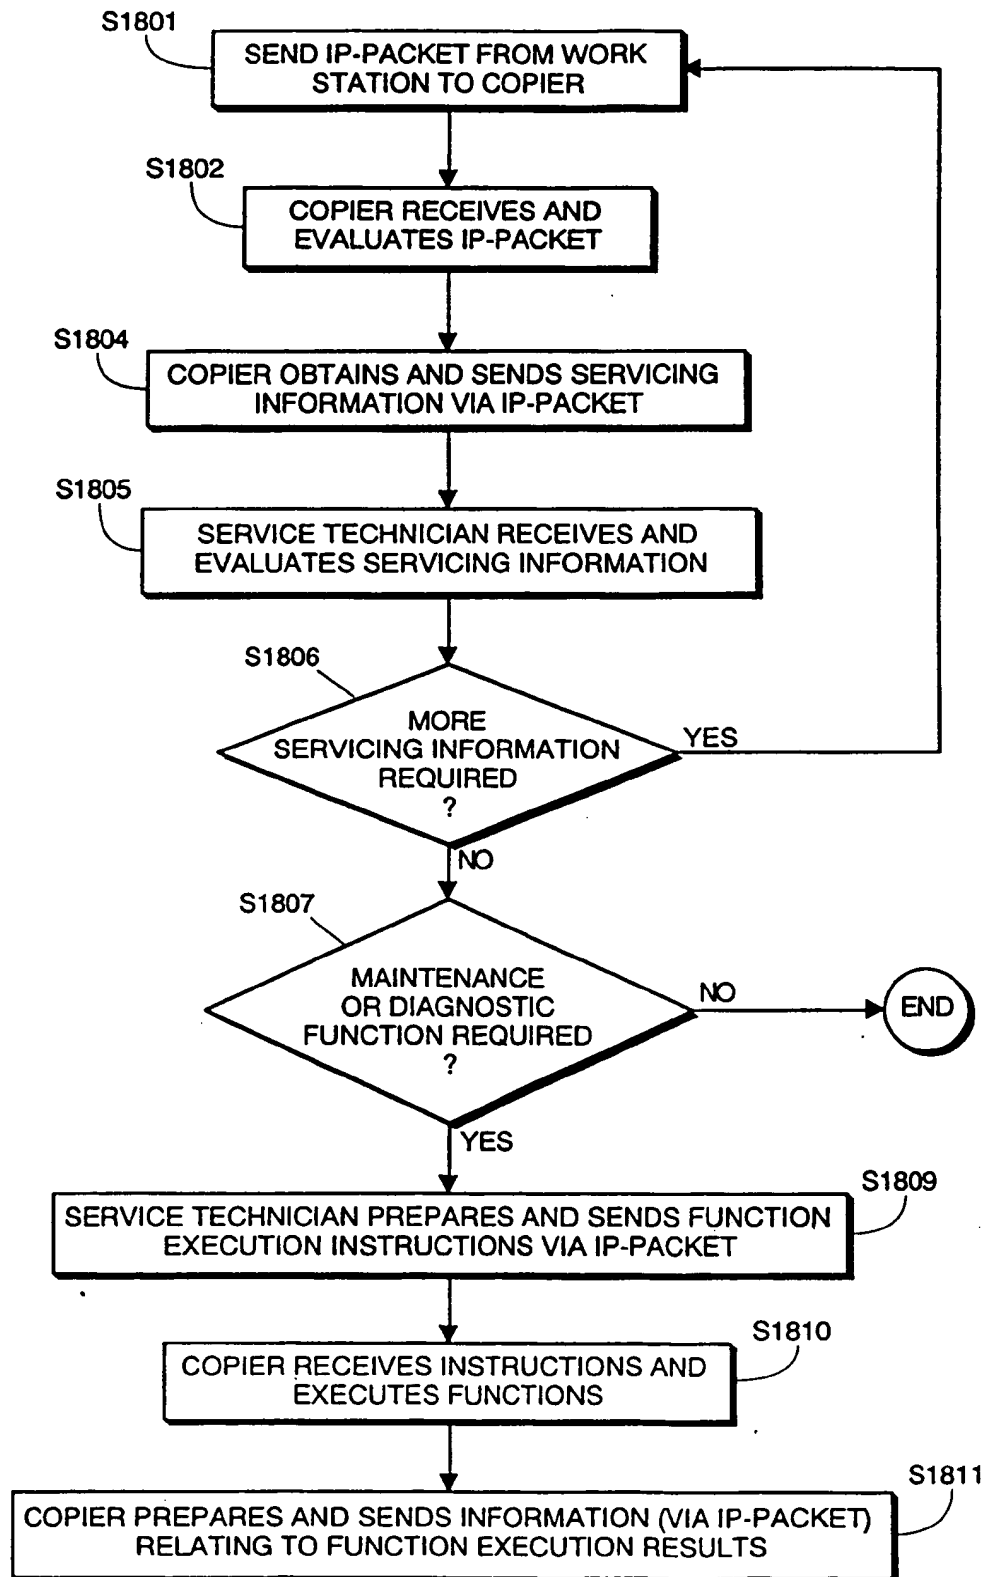 S1801
SEND IP-PACKET FROM WORK
STATION TO COPIER
S1802
COPIER RECEIVES AND
EVALUATES IP-PACKET
S1804
COPIER OBTAINS AND SENDS SERVICING
INFORMATION VIA IP-PACKET
S1805
SERVICE TECHNICIAN RECEIVES AND
EVALUATES SERVICING INFORMATION
S1806
MORE
SERVICING INFORMATION
REQUIRED
?
YES
NO
S1807
MAINTENANCE
OR DIAGNOSTIC
FUNCTION REQUIRED
?
NO
END
YES
S1809
SERVICE TECHNICIAN PREPARES AND SENDS FUNCTION
EXECUTION INSTRUCTIONS VIA IP-PACKET
S1810
COPIER RECEIVES INSTRUCTIONS AND
EXECUTES FUNCTIONS
S1811
COPIER PREPARES AND SENDS INFORMATION (VIA IP-PACKET)
RELATING TO FUNCTION EXECUTION RESULTS